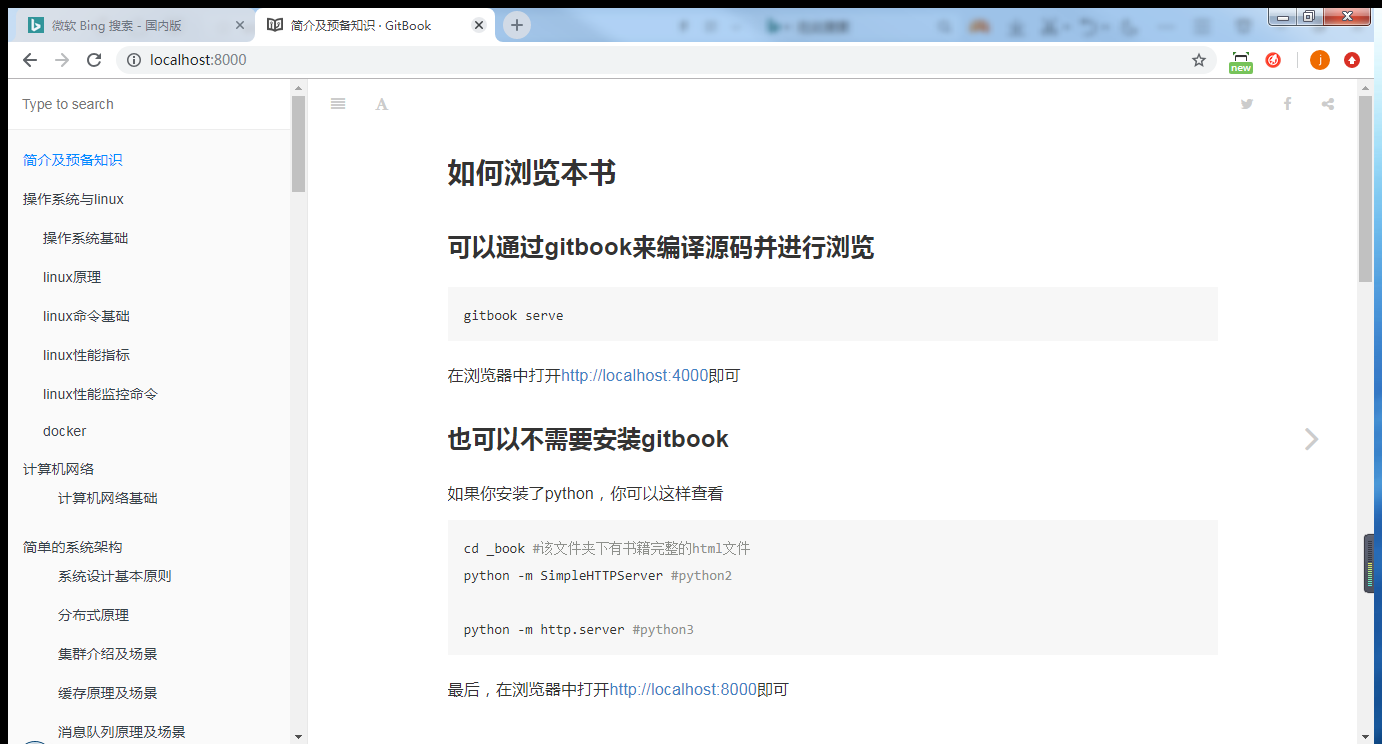 微软 Bing 搜索 - 国内版
简介及预备知识 · GitBook
localhost:8000
new
j
Type to search
A
简介及预备知识
操作系统与linux
操作系统基础
linux原理
linux命令基础
linux性能指标
linux性能监控命令
docker
计算机网络
计算机网络基础
简单的系统架构
系统设计基本原则
分布式原理
集群介绍及场景
缓存原理及场景
消息队列原理及场景
如何浏览本书
可以通过gitbook来编译源码并进行浏览
gitbook serve
在浏览器中打开http://localhost:4000即可
也可以不需要安装gitbook
如果你安装了python，你可以这样查看
cd _book #该文件夹下有书籍完整的html文件
python -m SimpleHTTPServer #python2
python -m http.server #python3
最后，在浏览器中打开http://localhost:8000即可